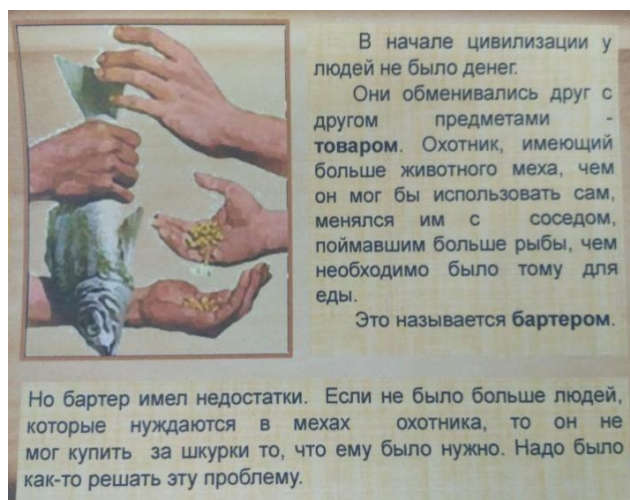 В начале цивилизации у
людей не было денег.
Они обменивались друг с
другом предметами -
товаром. Охотник, имеющий
больше животного меха, чем
он мог бы использовать сам,
менялся им с соседом,
поймавшим больше рыбы, чем
необходимо было тому для
еды.
Это называется бартером.
Но бартер имел недостатки. Если не было больше людей,
которые нуждаются в мехах охотника, то он не
мог купить за шкурки то, что ему было нужно. Надо было
как-то решать эту проблему.